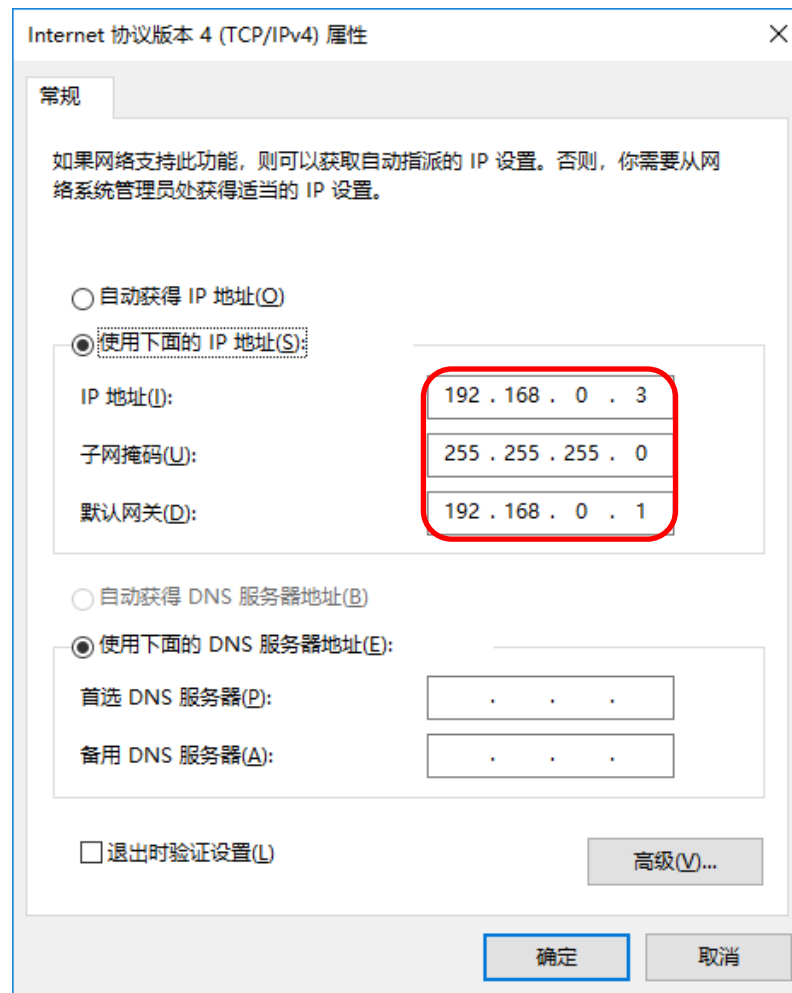 Internet 协议版本 4 (TCP/IPv4) 属性
常规
如果网络支持此功能，则可以获取自动指派的 IP 设置。否则，你需要从网
络系统管理员处获得适当的 IP 设置。
自动获得 IP 地址(O)
使用下面的 IP 地址(S):
IP 地址(I): 192 . 168 . 0 . 3
子网掩码(U): 255 . 255 . 255 . 0
默认网关(D): 192 . 168 . 0 . 1
自动获得 DNS 服务器地址(B)
使用下面的 DNS 服务器地址(E):
首选 DNS 服务器(P): . . .
备用 DNS 服务器(A): . . .
退出时验证设置(L)
高级(V)...
确定 取消